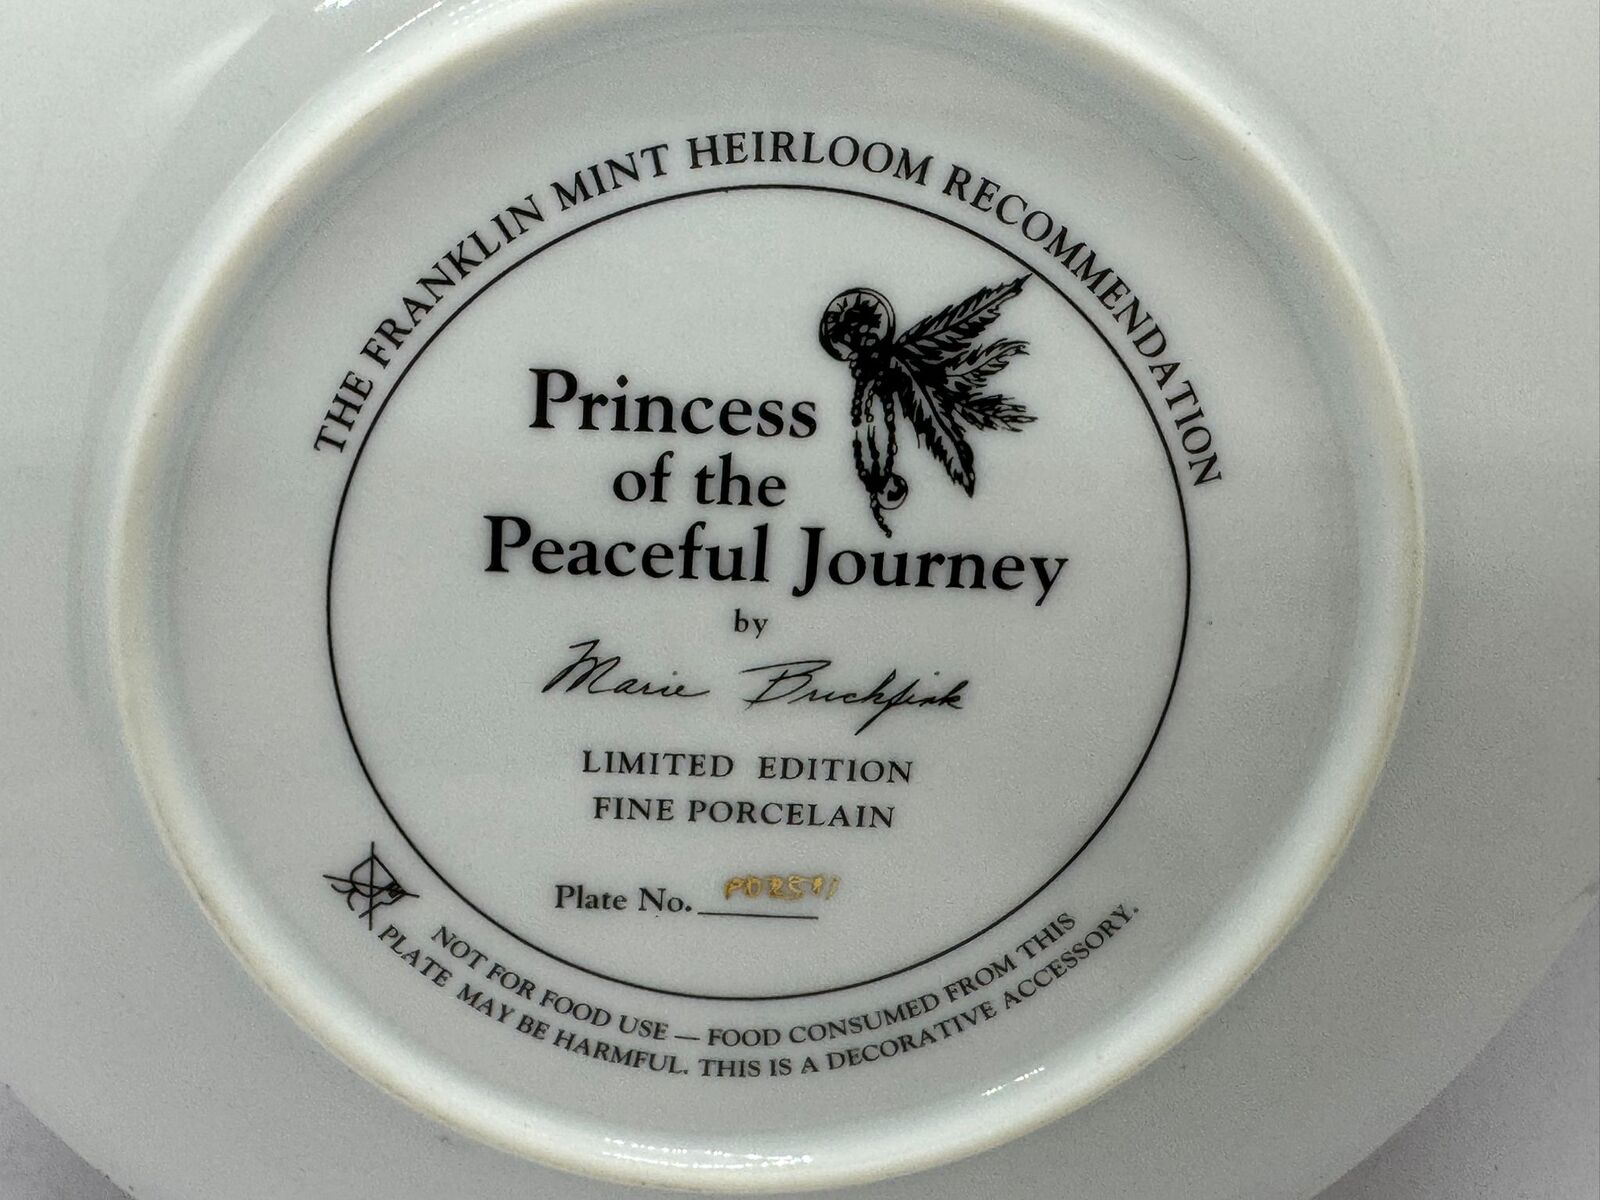 THE FRANKLIN MINT HEIRLOOM RECOMMENDATION
Princess
of the
Peaceful Journey
by
Marie Buchfink
LIMITED EDITION
FINE PORCELAIN
Plate No.
NOT FOR FOOD USE — FOOD CONSUMED FROM THIS
PLATE MAY BE HARMFUL. THIS IS A DECORATIVE ACCESSORY.